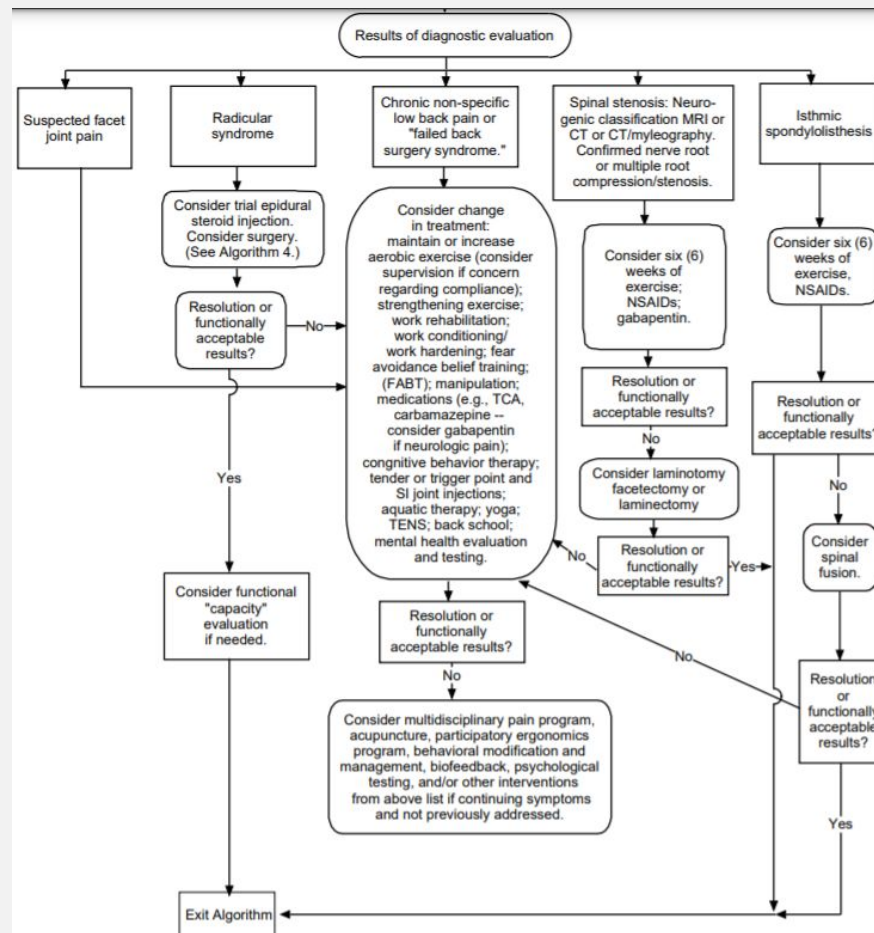 Results of diagnostic evaluation
Suspected facet
joint pain
Radicular
syndrome
Chronic non-specific
low back pain or
"failed back
surgery syndrome."
Spinal stenosis: Neuro-
genic classification MRI or
CT or CT/myleography.
Confirmed nerve root
or multiple root
compression/stenosis.
Isthmic
spondylolisthesis
Consider trial epidural
steroid injection.
Consider surgery.
(See Algorithm 4.)
Resolution or
functionally
acceptable
results?
No
Yes
Consider functional
"capacity"
evaluation
if needed.
Consider change
in treatment:
maintain or increase
aerobic exercise (consider
supervision if concern
regarding compliance);
strengthening exercise;
work rehabilitation;
work conditioning/
work hardening; fear
avoidance belief training;
(FABT); manipulation;
medications (e.g., TCA,
carbamazepine --
consider gabapentin
if neurologic pain);
congnitive behavior therapy;
tender or trigger point and
SI joint injections;
aquatic therapy; yoga;
TENS; back school;
mental health evaluation
and testing.
Resolution or
functionally
acceptable results?
No
Consider multidisciplinary pain program,
acupuncture, participatory ergonomics
program, behavioral modification and
management, biofeedback, psychological
testing, and/or other interventions
from above list if continuing symptoms
and not previously addressed.
Consider six (6)
weeks of
exercise;
NSAIDs;
gabapentin.
Resolution or
functionally
acceptable results?
No
Consider laminotomy
facetectomy or
laminectomy
Resolution or
functionally
acceptable results?
No
Yes
Consider six (6)
weeks of
exercise,
NSAIDs.
Resolution or
functionally
acceptable results?
No
Consider
spinal
fusion.
Resolution
or
functionally
acceptable
results?
No
Yes
Exit Algorithm